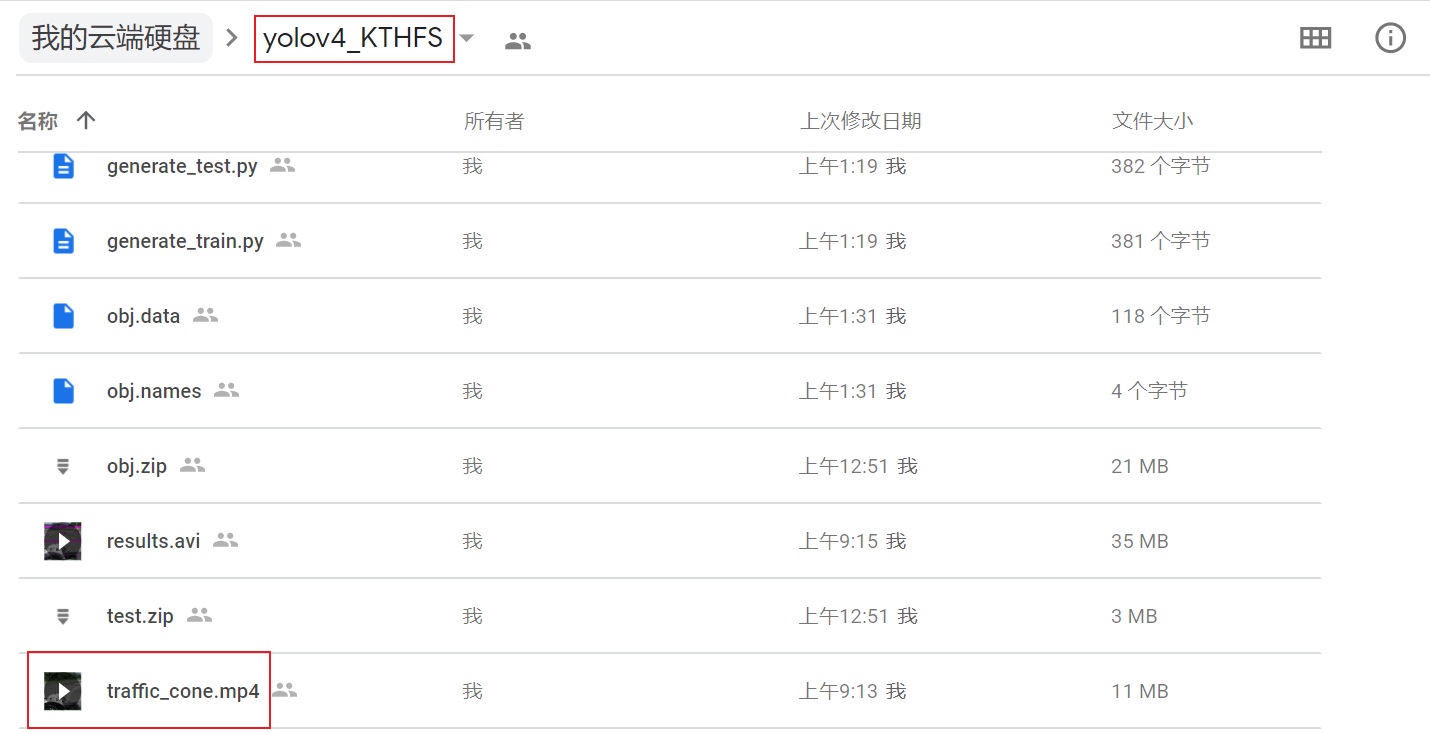 我的云端硬盘 yolov4_KTHFS
名称 所有者 上次修改日期 文件大小
generate_test.py 我 上午1:19 我 382 个字节
generate_train.py 我 上午1:19 我 381 个字节
obj.data 我 上午1:31 我 118 个字节
obj.names 我 上午1:31 我 4 个字节
obj.zip 我 上午12:51 我 21 MB
results.avi 我 上午9:15 我 35 MB
test.zip 我 上午12:51 我 3 MB
traffic_cone.mp4 我 上午9:13 我 11 MB